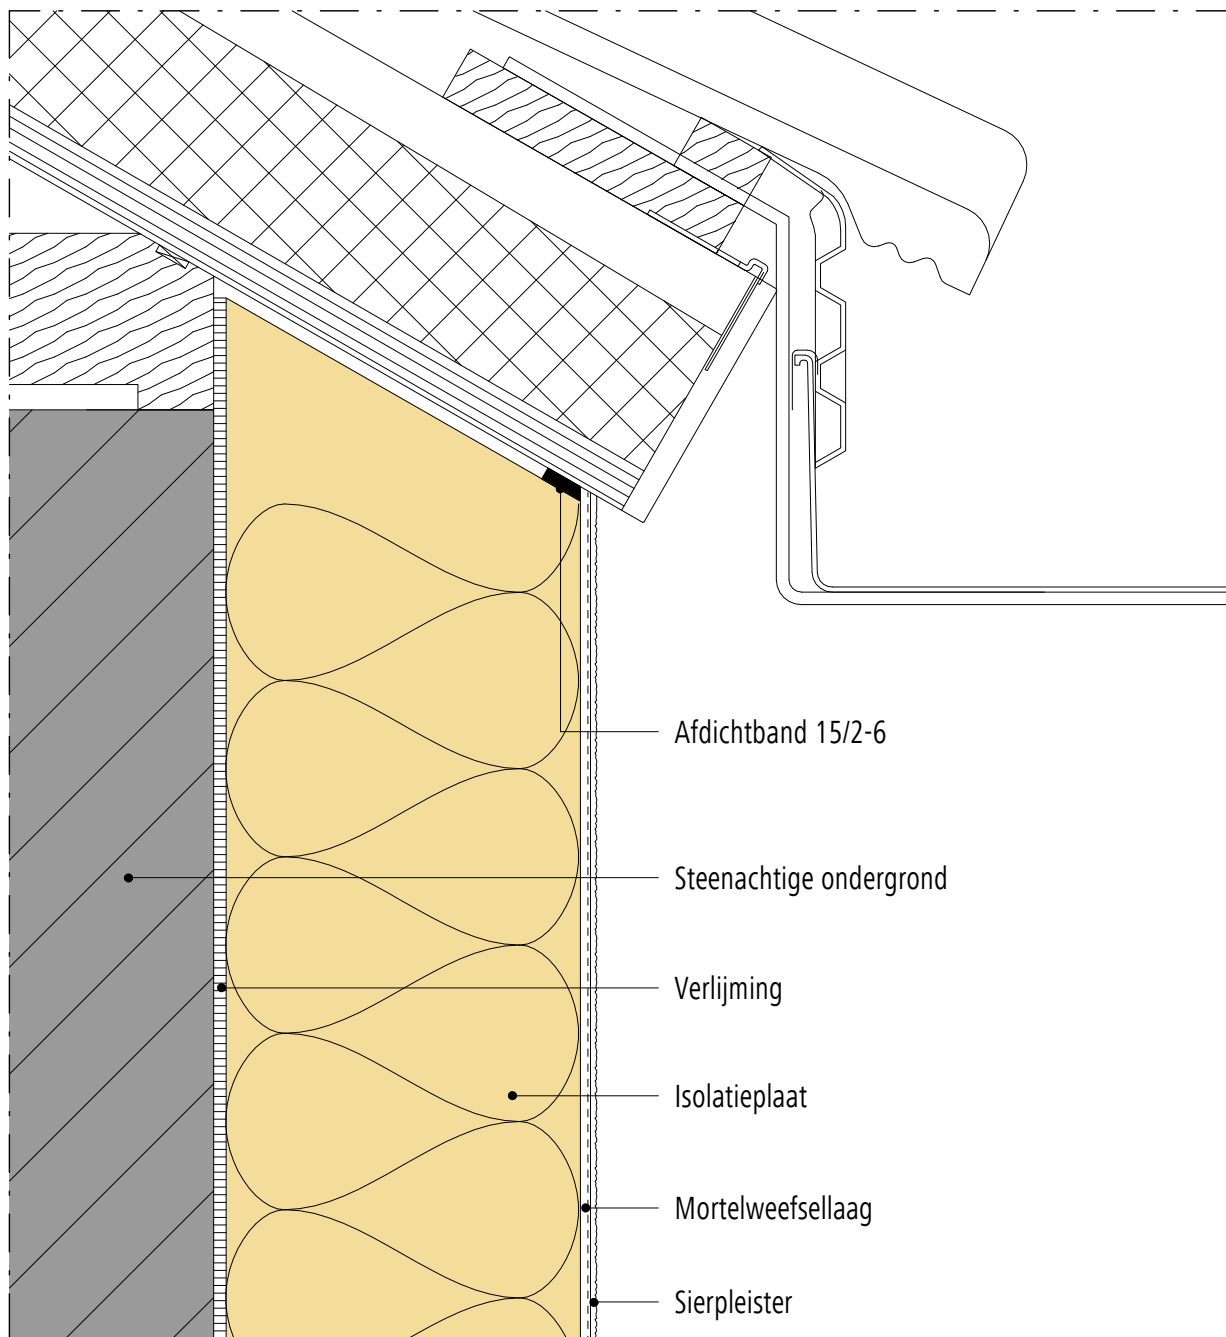 Afdichtband 15/2-6
Steenachtige ondergrond
Verlijming
Isolatieplaat
Mortelweefsellaag
Sierpleister